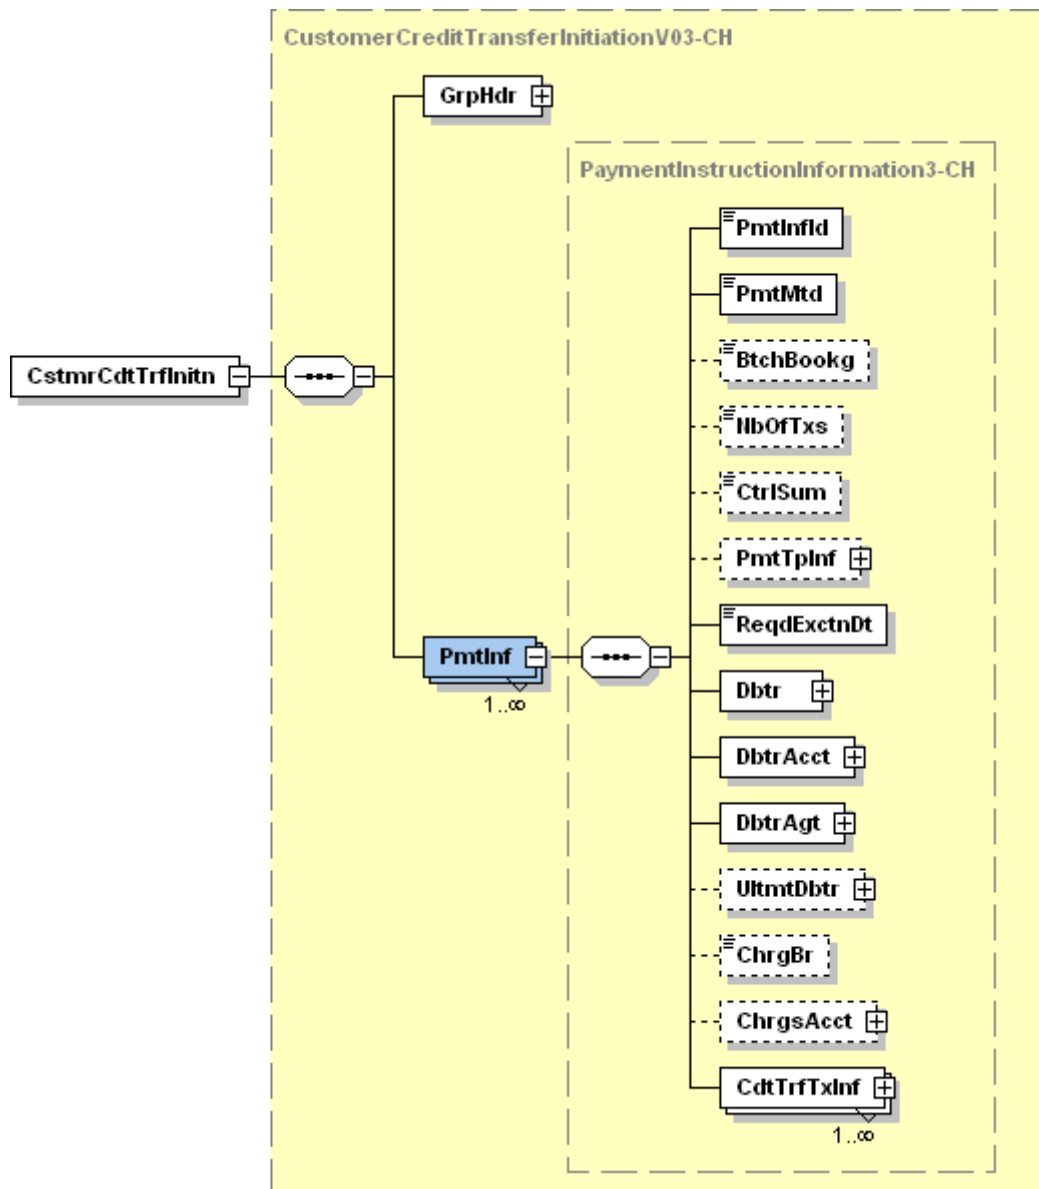 CustomerCreditTransferInitiationV03-CH
GrpHdr
PaymentInstructionInformation3-CH
PmtInfId
PmtMtd
BtchBookg
CstmrCdtTrfInitn
NbOfTxs
CtrlSum
PmtTpInf
ReqdExctnDt
PmtInf
1..∞
Dbtr
DbtrAcct
DbtrAgt
UltmtDbtr
ChrgBr
ChrgsAcct
CdtTrfTxInf
1..∞